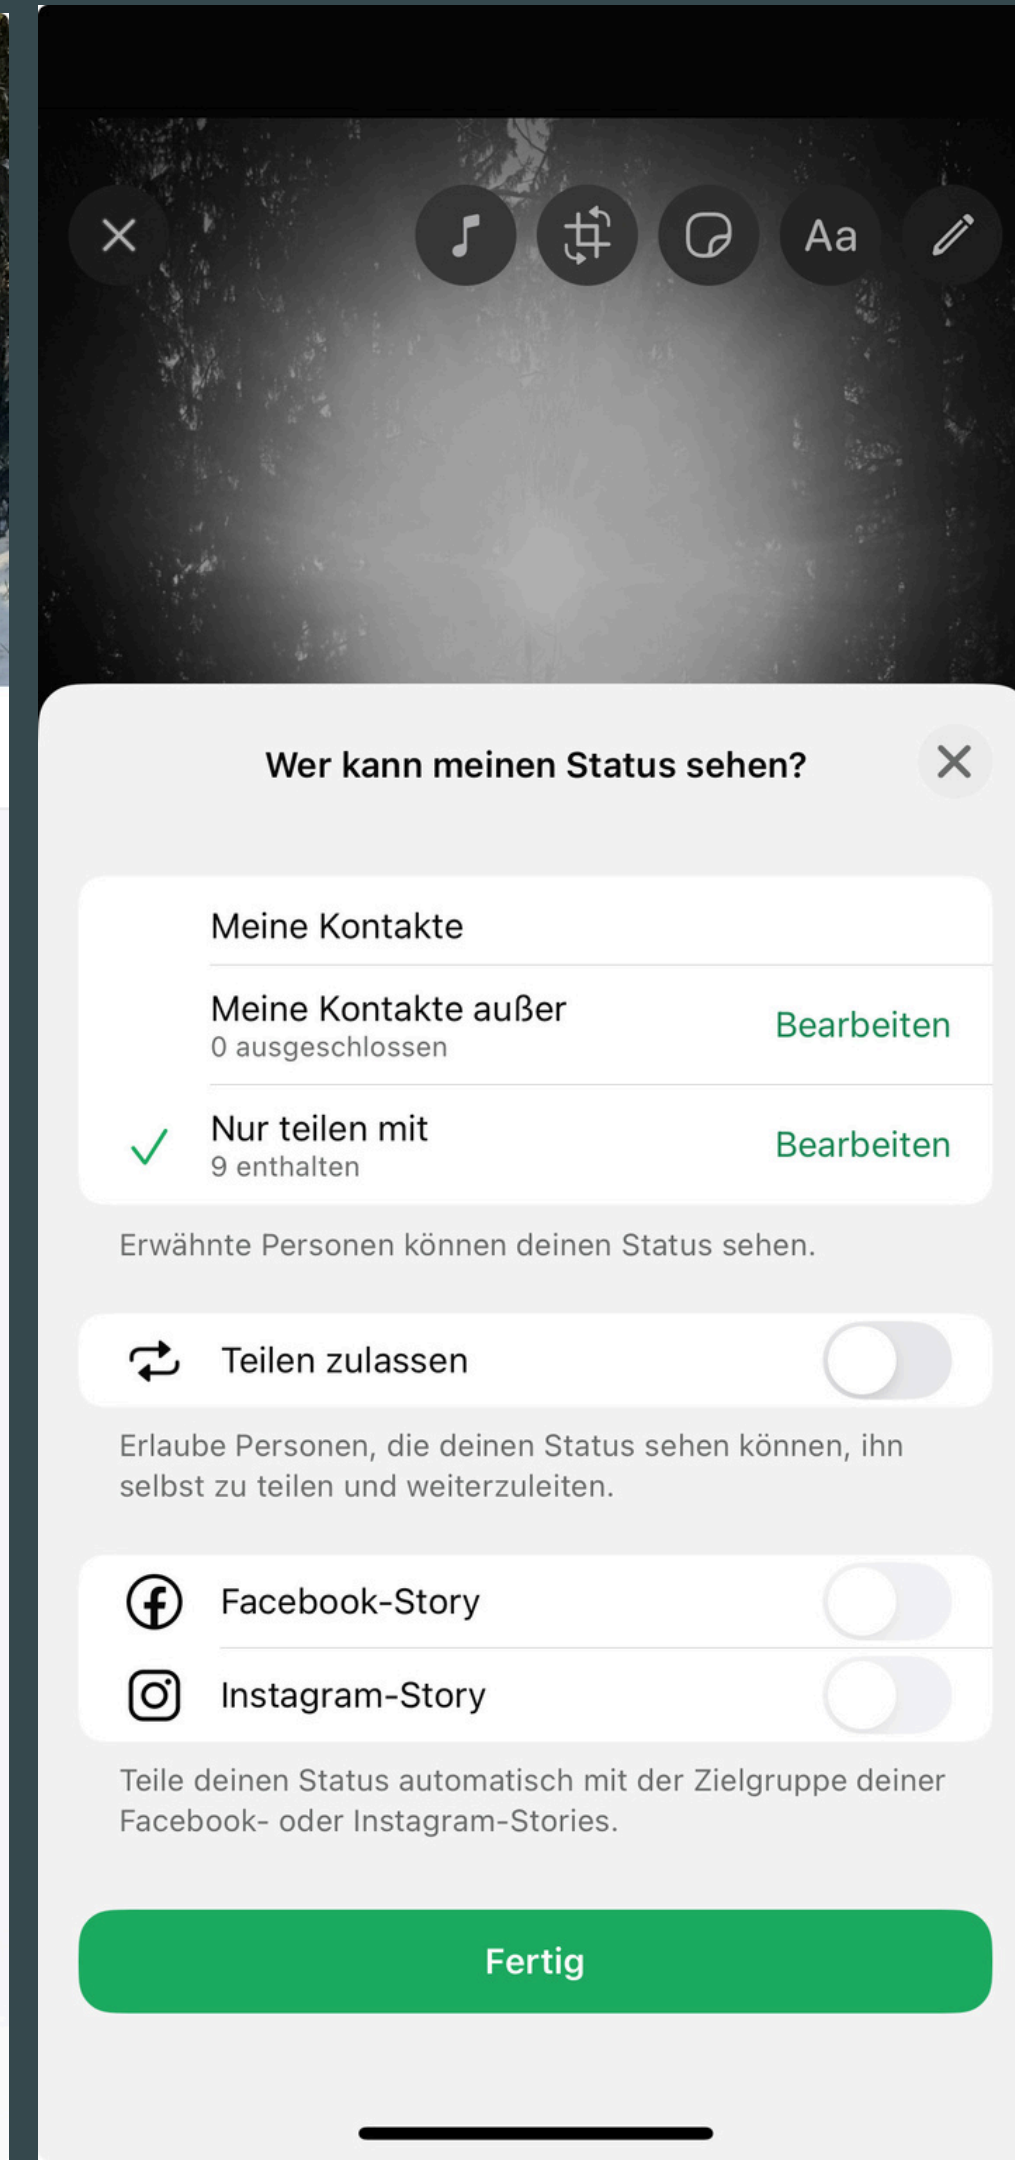 Aa
Wer kann meinen Status sehen?
Meine Kontakte
Meine Kontakte außer
0 ausgeschlossen
Bearbeiten
Nur teilen mit
9 enthalten
Bearbeiten
Erwähnte Personen können deinen Status sehen.
Teilen zulassen
Erlaube Personen, die deinen Status sehen können, ihn
selbst zu teilen und weiterzuleiten.
Facebook-Story
Instagram-Story
Teile deinen Status automatisch mit der Zielgruppe deiner
Facebook- oder Instagram-Stories.
Fertig